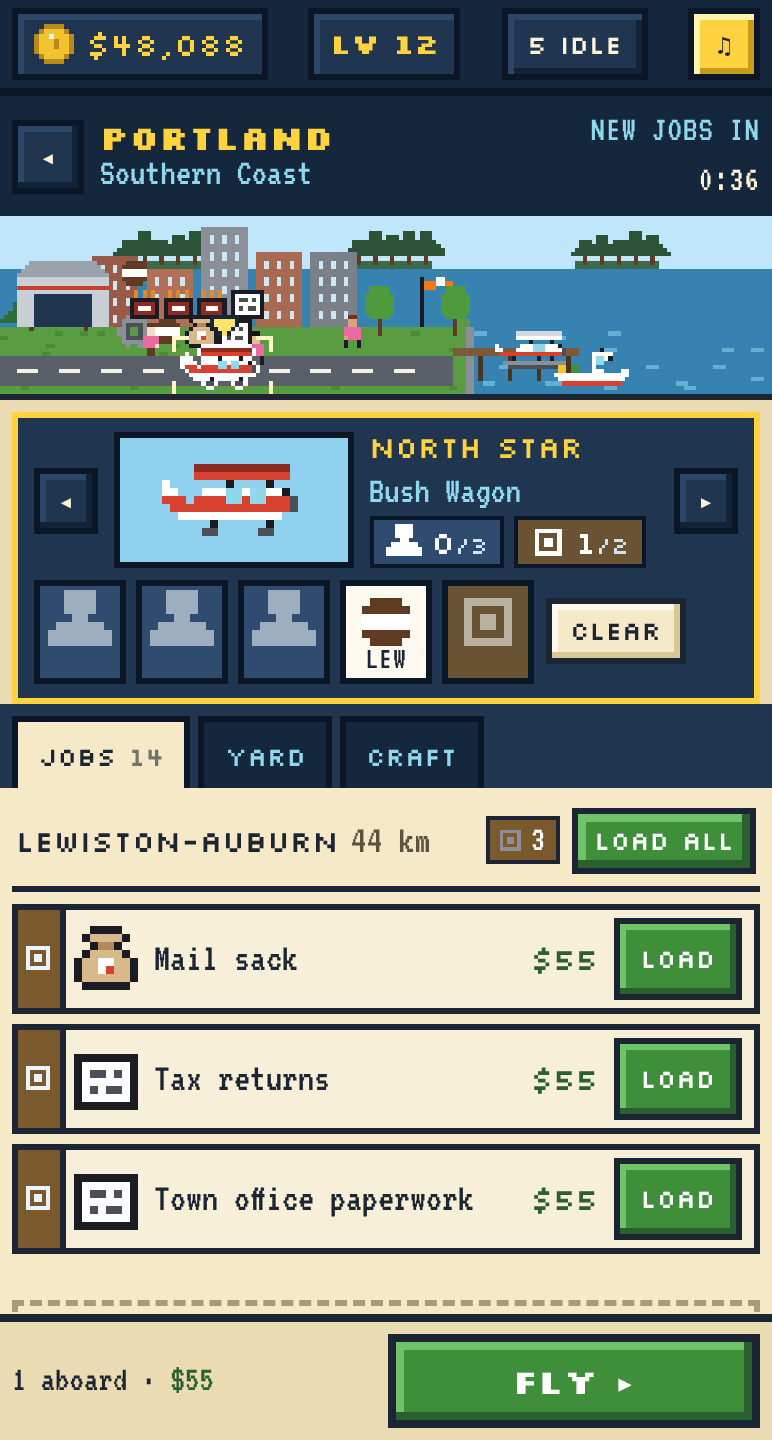 $48,088
LV 12
5 IDLE
♫
◂
PORTLAND
Southern Coast
NEW JOBS IN
0:36
◂
NORTH STAR
Bush Wagon
0/3
1/2
▸
LEW
CLEAR
JOBS 14
YARD
CRAFT
LEWISTON-AUBURN 44 km
3
LOAD ALL
Mail sack
$55
LOAD
Tax returns
$55
LOAD
Town office paperwork
$55
LOAD
1 aboard · $55
FLY ▸